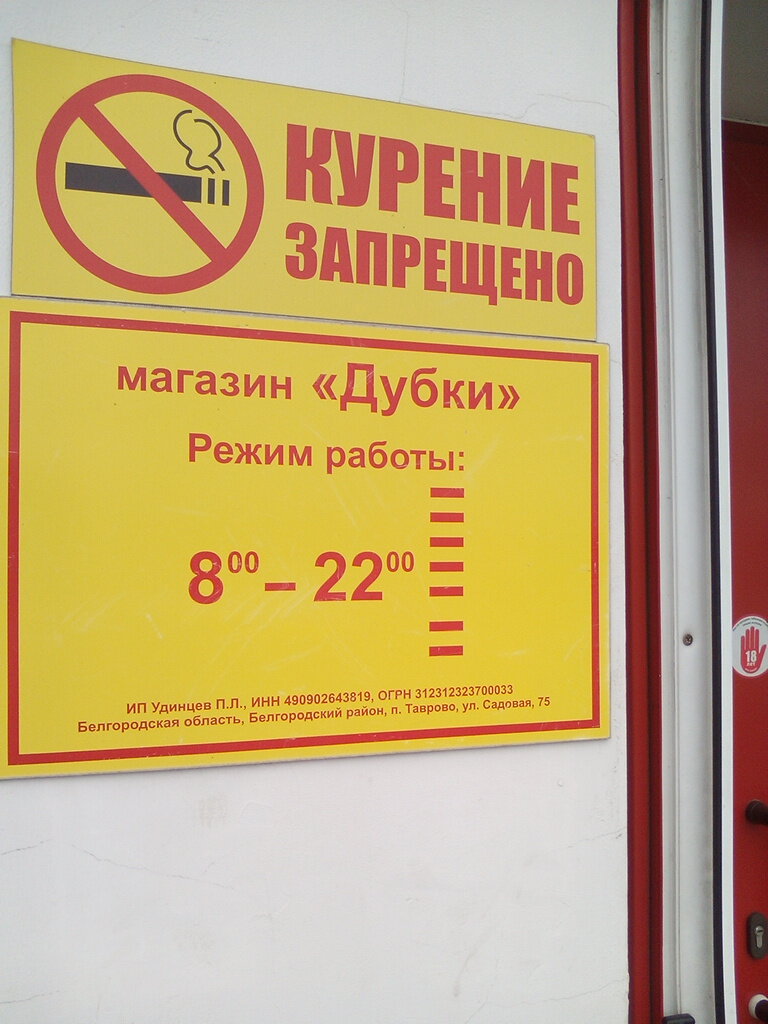 КУРЕНИЕ
ЗАПРЕЩЕНО
магазин «Дубки»
Режим работы:
8⁰⁰ – 22⁰⁰
ИП Удинцев П.Л., ИНН 490902643819, ОГРН 312312323700033
Белгородская область, Белгородский район, п. Таврово, ул. Садовая, 75
18
ЛЕТ